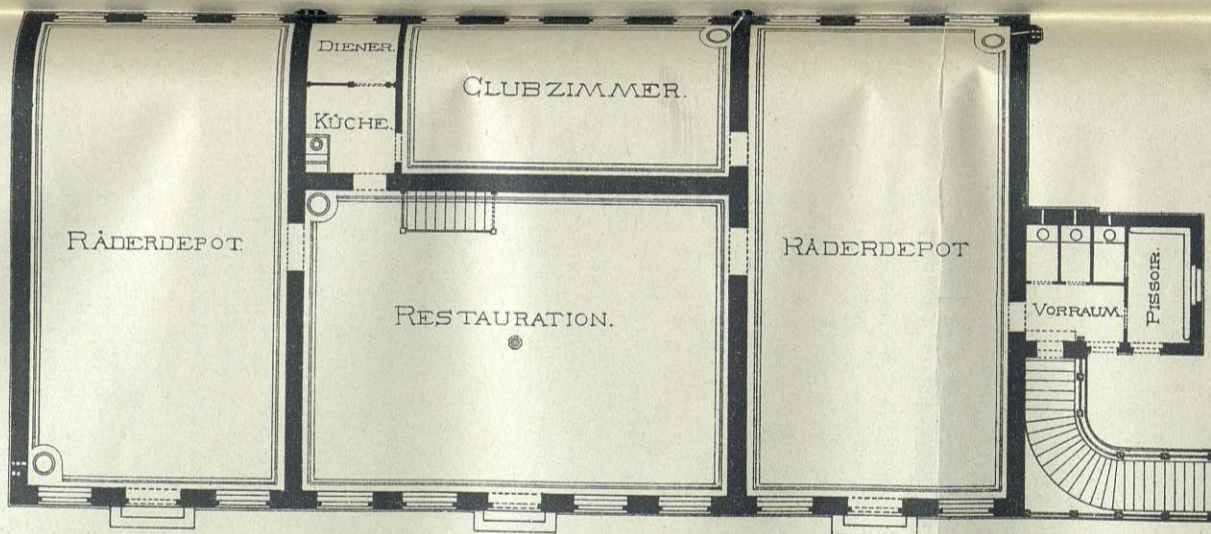 DIENER.
CLUBZIMMER.
KÜCHE.
RÄDERDEPOT.
RESTAURATION.
RÄDERDEPOT
VORRAUM.
PISSOIR.